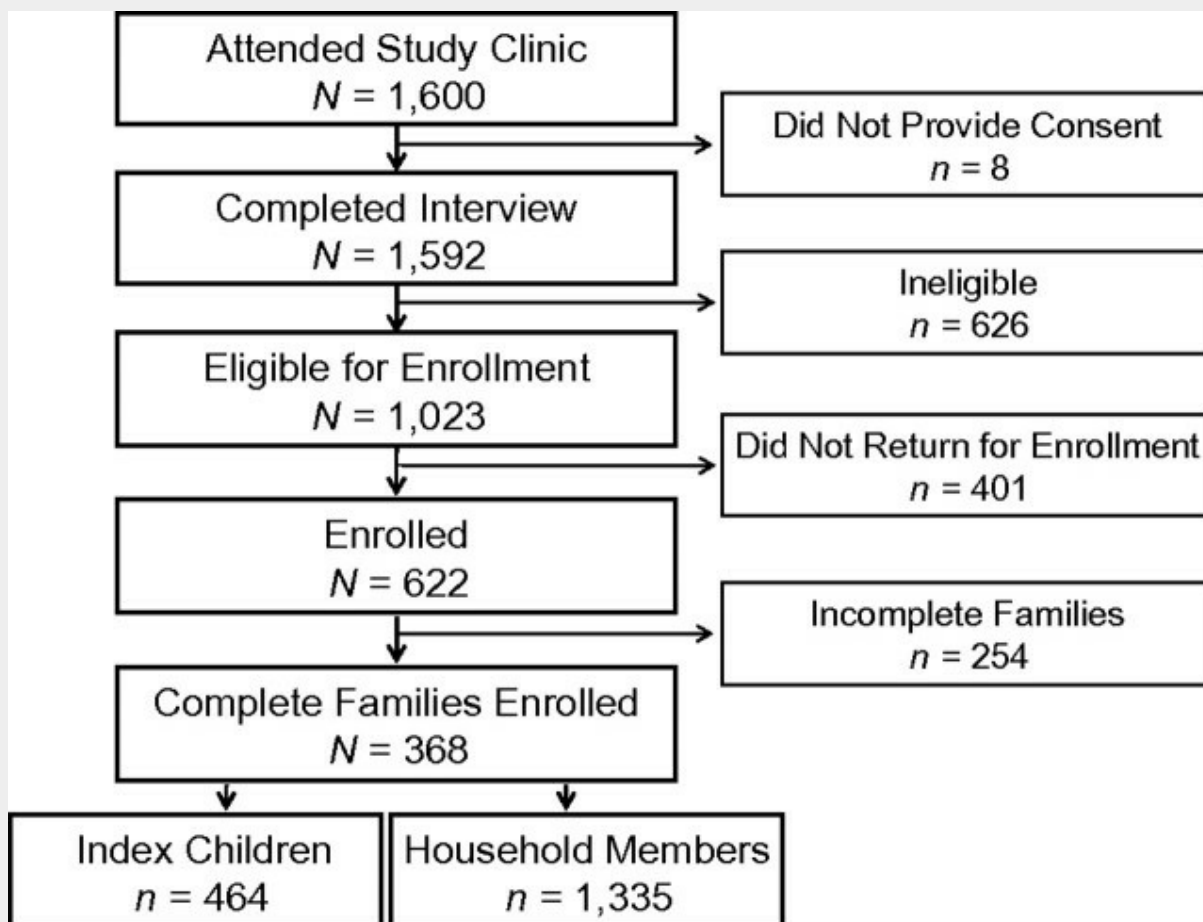 Attended Study Clinic
N = 1,600
Did Not Provide Consent
n = 8
Completed Interview
N = 1,592
Ineligible
n = 626
Eligible for Enrollment
N = 1,023
Did Not Return for Enrollment
n = 401
Enrolled
N = 622
Incomplete Families
n = 254
Complete Families Enrolled
N = 368
Index Children
n = 464
Household Members
n = 1,335